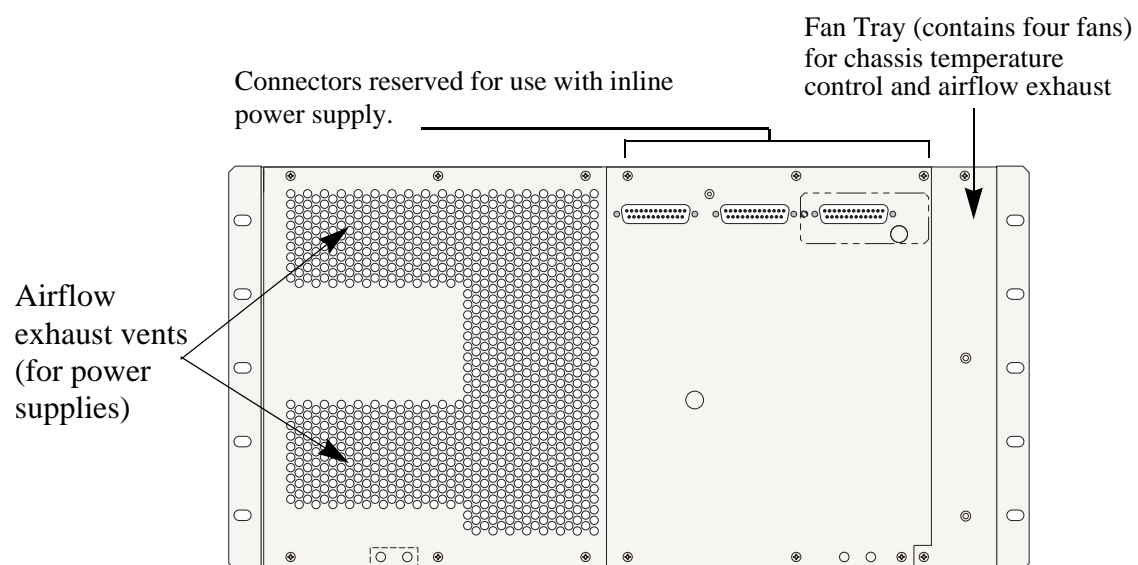 Fan Tray (contains four fans)
for chassis temperature
control and airflow exhaust
Connectors reserved for use with inline
power supply.
Airflow
exhaust vents
(for power
supplies)